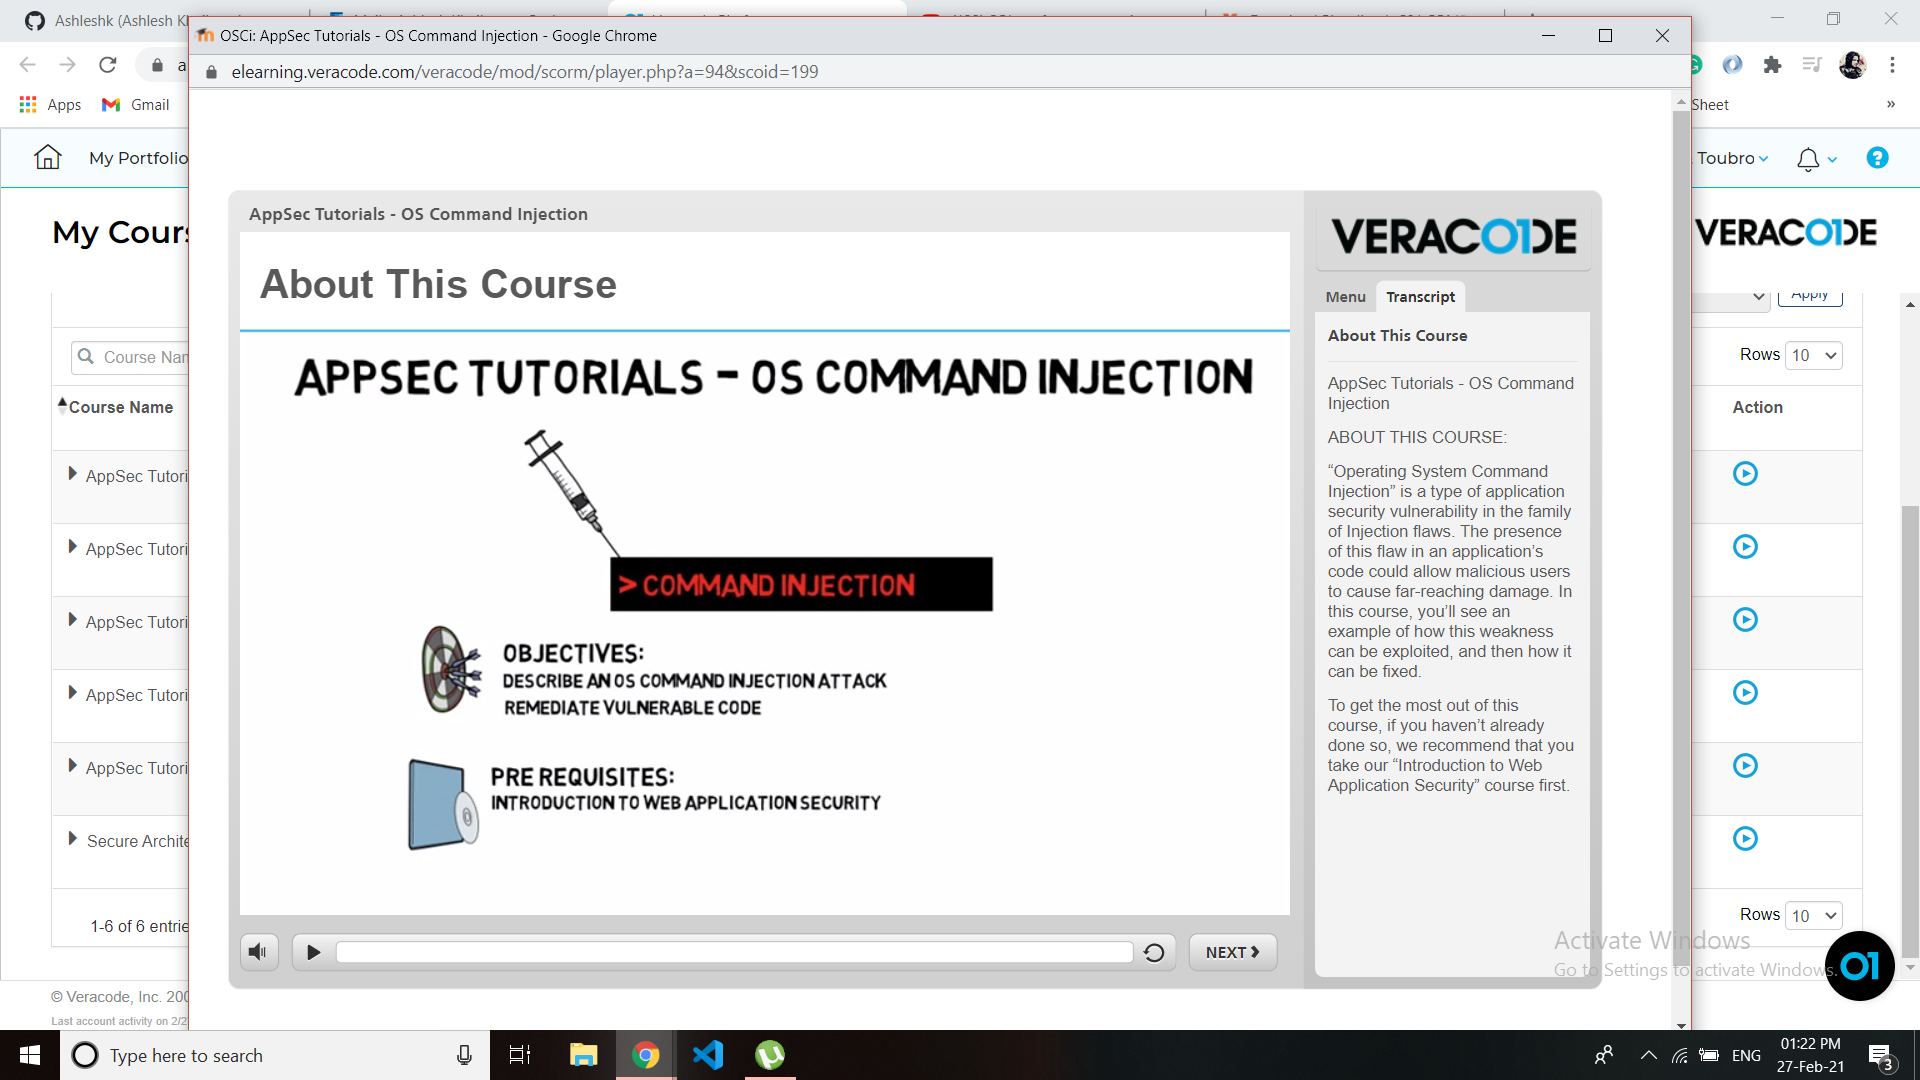 Ashleshk (Ashlesh Kh
OSCi: AppSec Tutorials - OS Command Injection - Google Chrome
elearning.veracode.com/veracode/mod/scorm/player.php?a=94&scoid=199
Apps
Gmail
Sheet
»
My Portfolio
Toubro
?
My Cours
VERACODE
AppSec Tutorials - OS Command Injection
VERACODE
About This Course
Menu
Transcript
Apply
About This Course
Course Nam
Rows 10
APPSEC TUTORIALS - OS COMMAND INJECTION
AppSec Tutorials - OS Command
Injection
Course Name
Action
ABOUT THIS COURSE:
“Operating System Command
Injection” is a type of application
security vulnerability in the family
of Injection flaws. The presence
of this flaw in an application’s
code could allow malicious users
to cause far-reaching damage. In
this course, you’ll see an
example of how this weakness
can be exploited, and then how it
can be fixed.
To get the most out of this
course, if you haven’t already
done so, we recommend that you
take our “Introduction to Web
Application Security” course first.
> COMMAND INJECTION
OBJECTIVES:
DESCRIBE AN OS COMMAND INJECTION ATTACK
REMEDIATE VULNERABLE CODE
PRE REQUISITES:
INTRODUCTION TO WEB APPLICATION SECURITY
AppSec Tutori
AppSec Tutori
AppSec Tutori
AppSec Tutori
AppSec Tutori
Secure Archite
1-6 of 6 entrie
Rows 10
NEXT
Activate Windows
Go to Settings to activate Windows.
01
© Veracode, Inc. 200
Last account activity on 2/2
Type here to search
ENG
01:22 PM
27-Feb-21
3